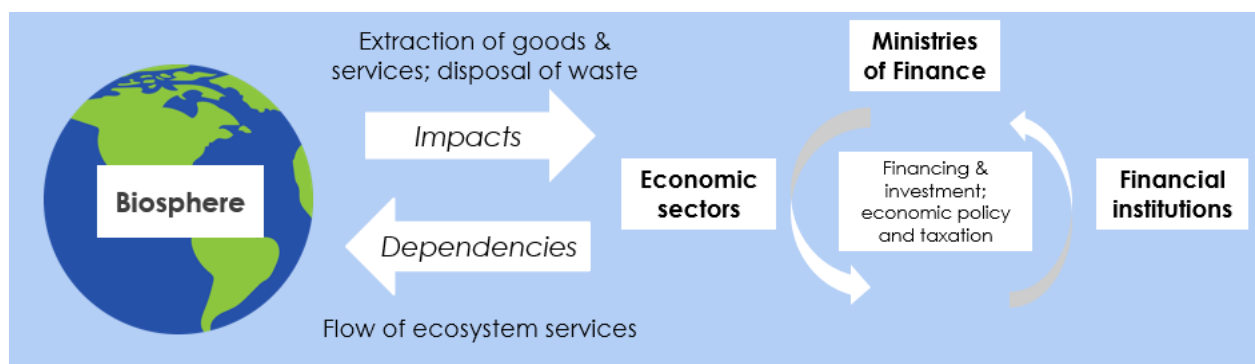 Extraction of goods &
services; disposal of waste
Impacts
Biosphere
Dependencies
Flow of ecosystem services
Ministries
of Finance
Economic
sectors
Financing &
investment;
economic policy
and taxation
Financial
institutions